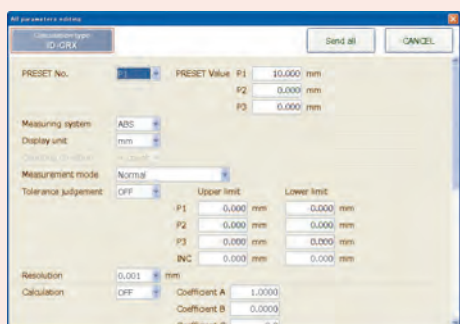 All parameters editing
Calculation type
ID-CRX
Send all
CANCEL
PRESET No. P1 PRESET Value P1 10.000 mm
P2 0.000 mm
P3 0.000 mm
Measuring system ABS
Display unit mm
Measurement mode Normal
Tolerance judgement OFF Upper limit Lower limit
P1 0.000 mm 0.000 mm
P2 0.000 mm 0.000 mm
P3 0.000 mm 0.000 mm
INC 0.000 mm 0.000 mm
Resolution 0.001 mm
Calculation OFF Coefficient A 1.0000
Coefficient B 0.0000